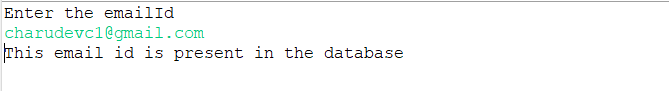 Enter the emailId
charudevc1@gmail.com
This email id is present in the database